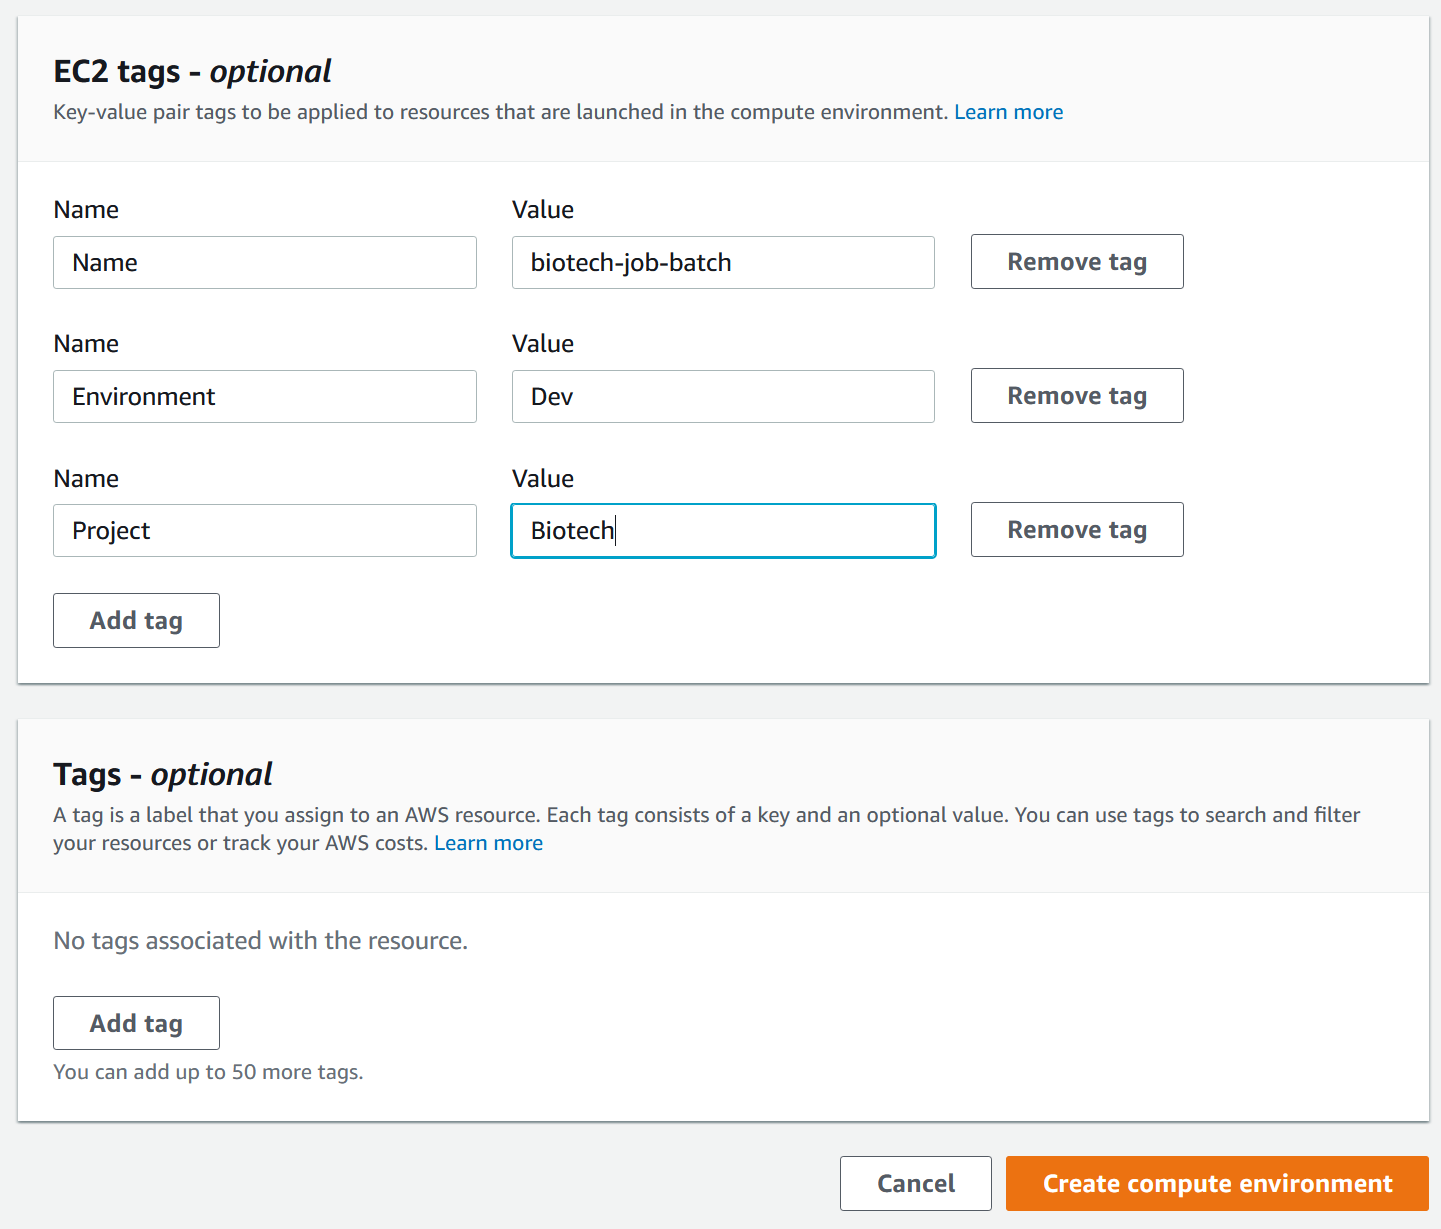 EC2 tags - optional
Key-value pair tags to be applied to resources that are launched in the compute environment. Learn more
Name Value
Name biotech-job-batch Remove tag
Name Value
Environment Dev Remove tag
Name Value
Project Biotech Remove tag
Add tag
Tags - optional
A tag is a label that you assign to an AWS resource. Each tag consists of a key and an optional value. You can use tags to search and filter
your resources or track your AWS costs. Learn more
No tags associated with the resource.
Add tag
You can add up to 50 more tags.
Cancel Create compute environment